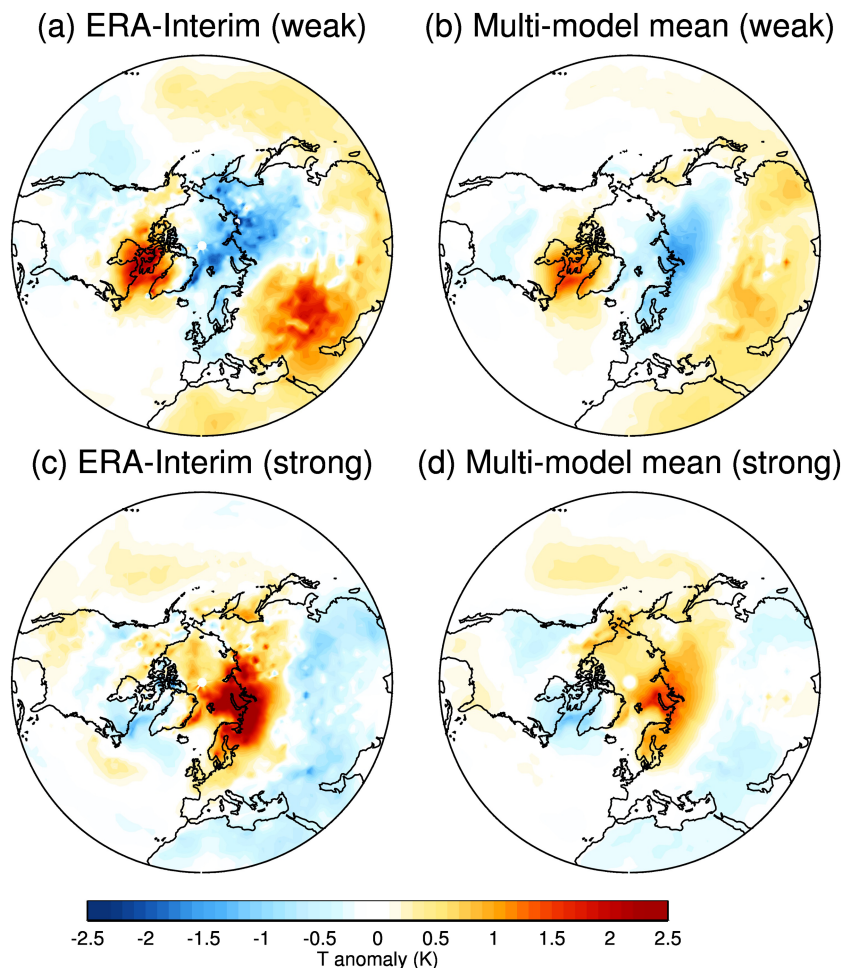 (a) ERA-Interim (weak)
(b) Multi-model mean (weak)
(c) ERA-Interim (strong)
(d) Multi-model mean (strong)
-2.5 -2 -1.5 -1 -0.5 0 0.5 1 1.5 2 2.5
T anomaly (K)